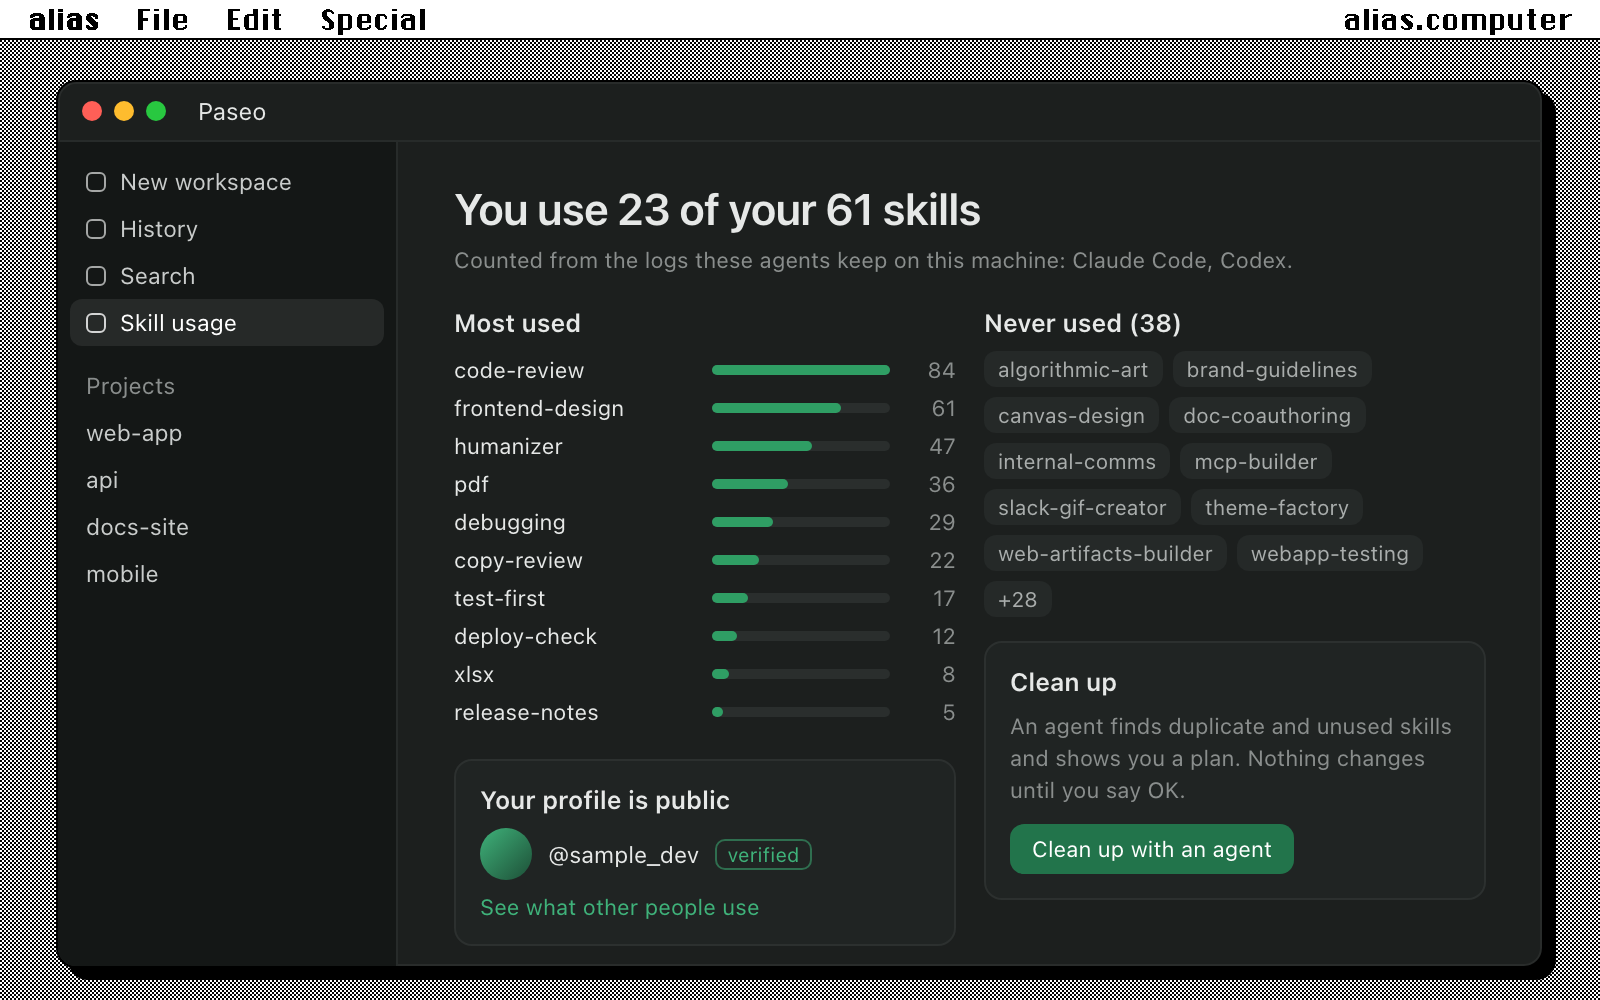 alias File Edit Special alias.computer
Paseo
New workspace
History
Search
Skill usage
Projects
web-app
api
docs-site
mobile
You use 23 of your 61 skills
Counted from the logs these agents keep on this machine: Claude Code, Codex.
Most used
code-review 84
frontend-design 61
humanizer 47
pdf 36
debugging 29
copy-review 22
test-first 17
deploy-check 12
xlsx 8
release-notes 5
Your profile is public
@sample_dev verified
See what other people use
Never used (38)
algorithmic-art brand-guidelines
canvas-design doc-coauthoring
internal-comms mcp-builder
slack-gif-creator theme-factory
web-artifacts-builder webapp-testing
+28
Clean up
An agent finds duplicate and unused skills
and shows you a plan. Nothing changes
until you say OK.
Clean up with an agent